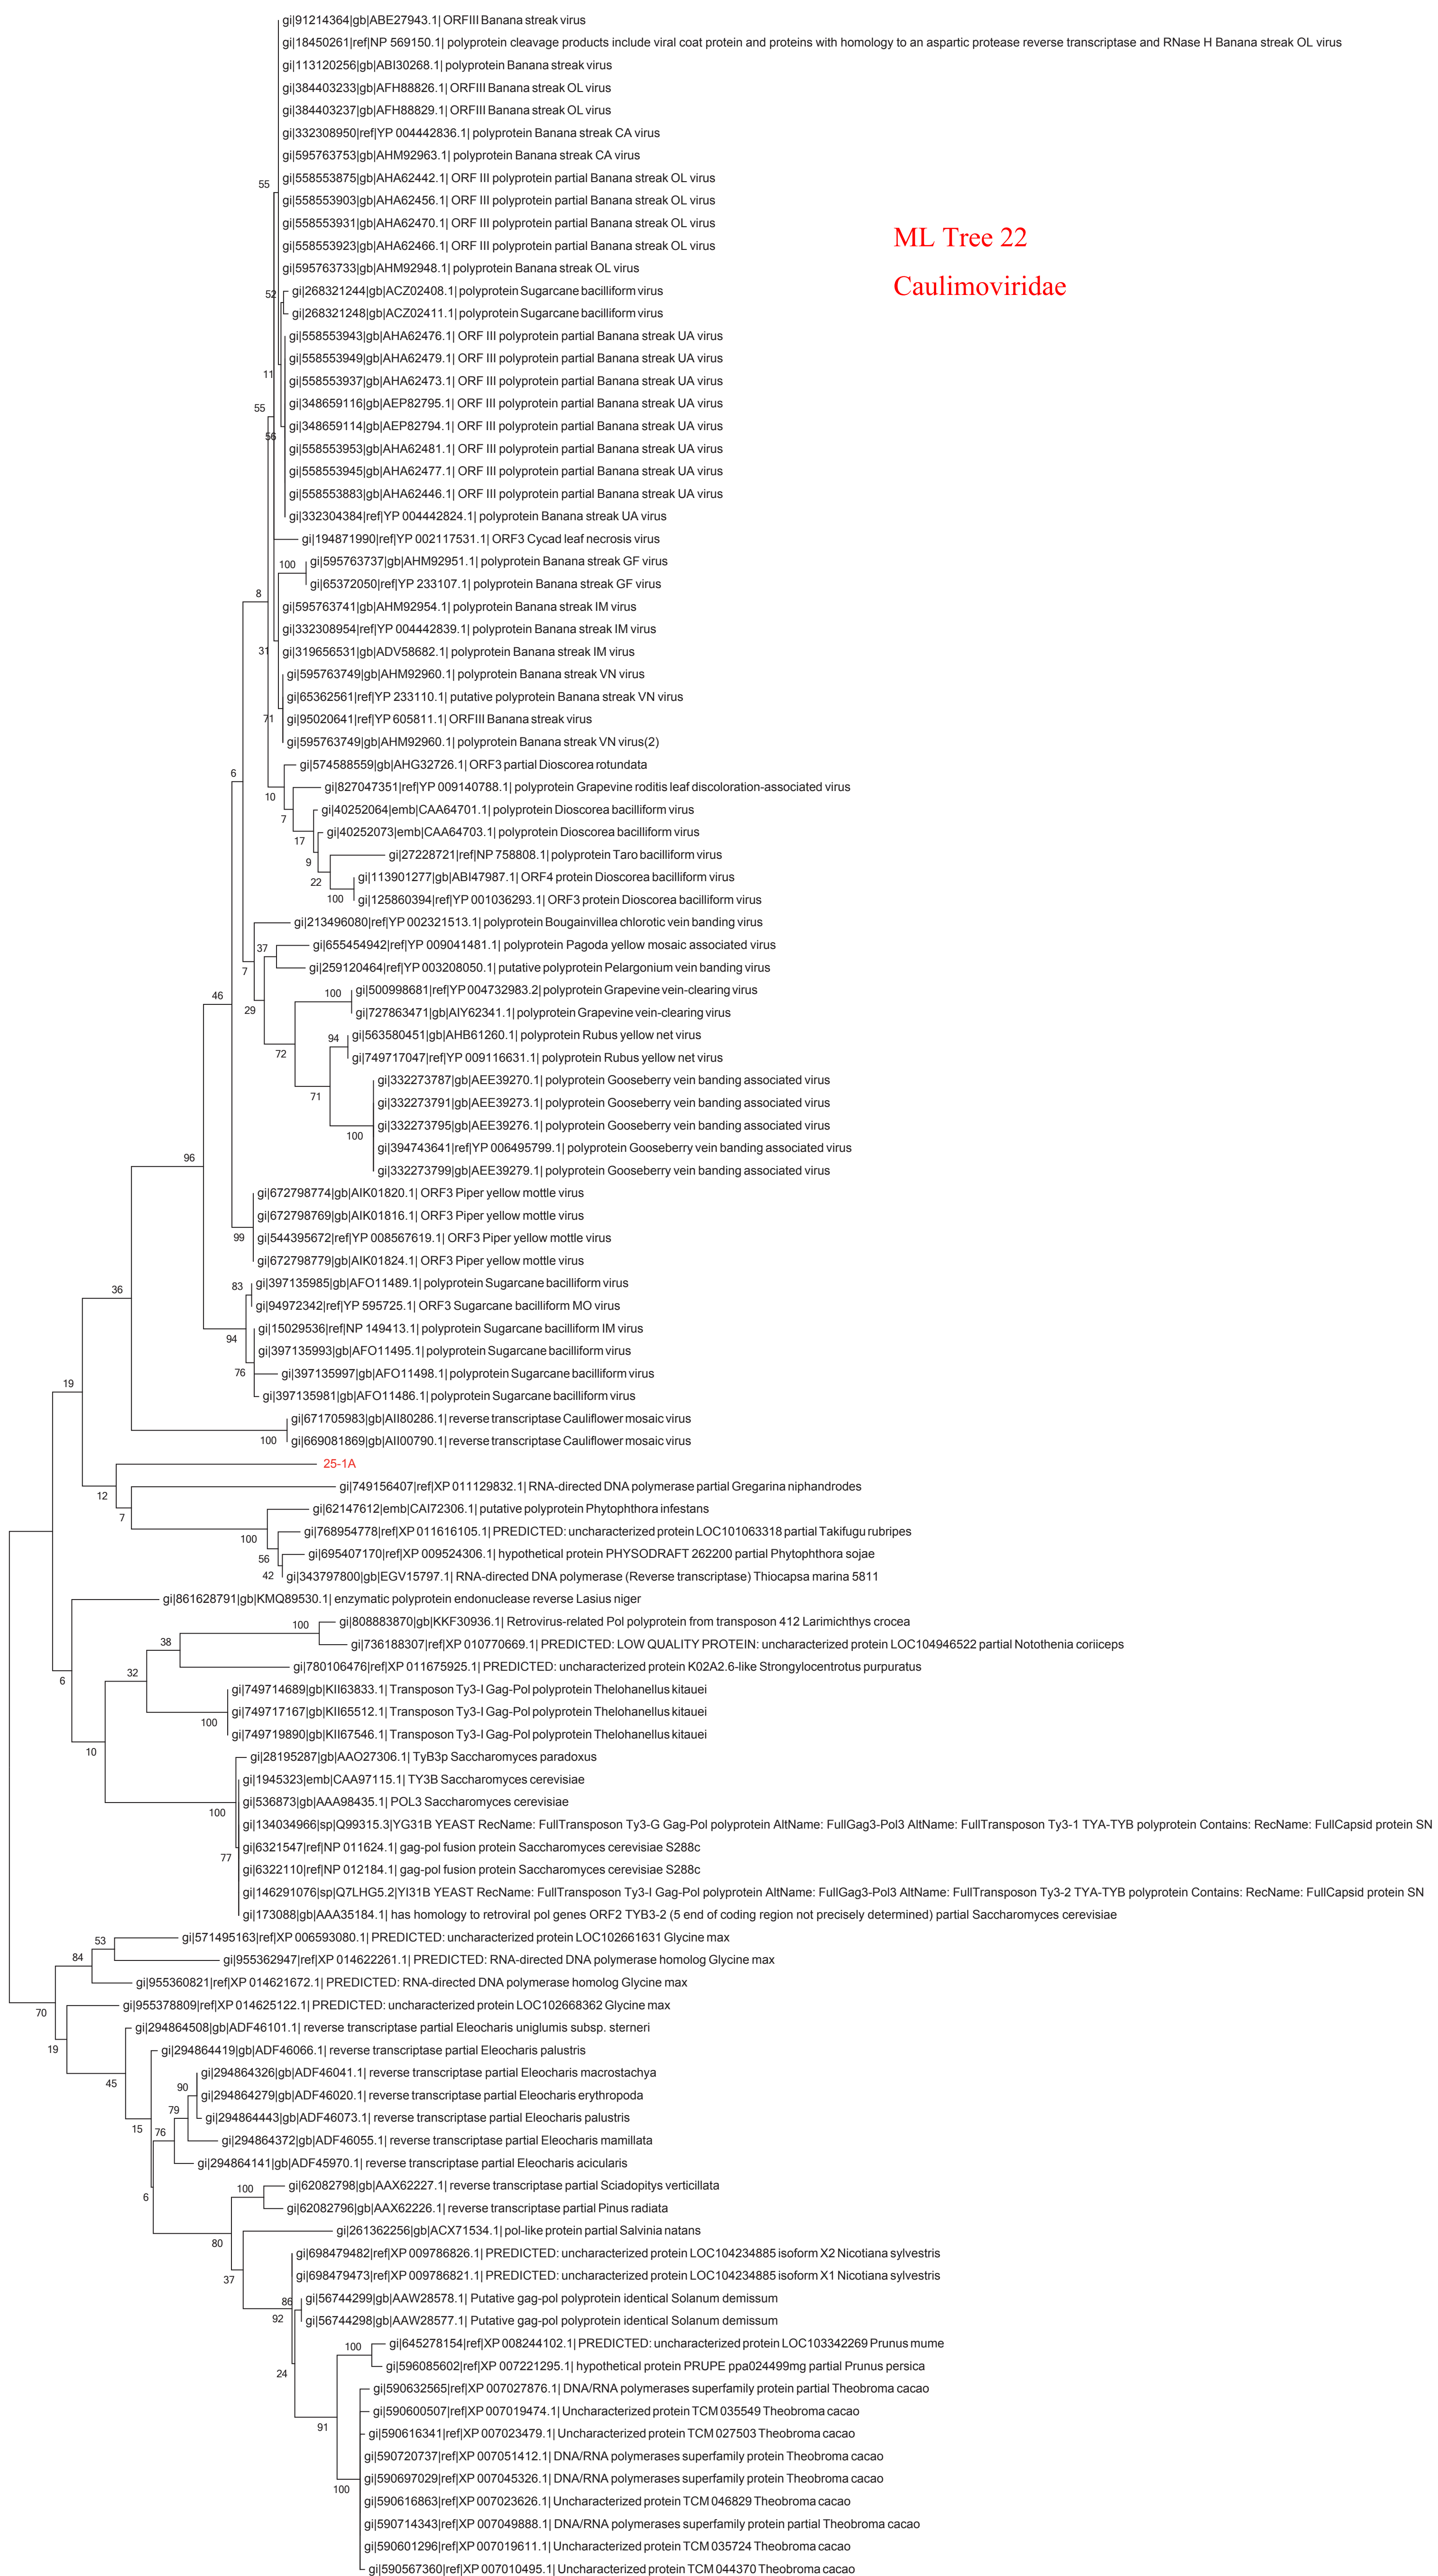 gi|91214364|gb|ABE27943.1| ORFIII Banana streak virus
gi|18450261|ref|NP 569150.1| polyprotein cleavage products include viral coat protein and proteins with homology to an aspartic protease reverse transcriptase and RNase H Banana streak OL virus
gi|113120256|gb|ABI30268.1| polyprotein Banana streak virus
gi|384403233|gb|AFH88826.1| ORFIII Banana streak OL virus
gi|384403237|gb|AFH88829.1| ORFIII Banana streak OL virus
gi|332308950|ref|YP 004442836.1| polyprotein Banana streak CA virus
gi|595763753|gb|AHM92963.1| polyprotein Banana streak CA virus
gi|558553875|gb|AHA62442.1| ORF III polyprotein partial Banana streak OL virus
55
gi|558553903|gb|AHA62456.1| ORF III polyprotein partial Banana streak OL virus
gi|558553931|gb|AHA62470.1| ORF III polyprotein partial Banana streak OL virus
ML Tree 22
gi|558553923|gb|AHA62466.1| ORF III polyprotein partial Banana streak OL virus
gi|595763733|gb|AHM92948.1| polyprotein Banana streak OL virus
Caulimoviridae
52
gi|268321244|gb|ACZ02408.1| polyprotein Sugarcane bacilliform virus
gi|268321248|gb|ACZ02411.1| polyprotein Sugarcane bacilliform virus
gi|558553943|gb|AHA62476.1| ORF III polyprotein partial Banana streak UA virus
gi|558553949|gb|AHA62479.1| ORF III polyprotein partial Banana streak UA virus
11
gi|558553937|gb|AHA62473.1| ORF III polyprotein partial Banana streak UA virus
gi|348659116|gb|AEP82795.1| ORF III polyprotein partial Banana streak UA virus
55
gi|348659114|gb|AEP82794.1| ORF III polyprotein partial Banana streak UA virus
56
gi|558553953|gb|AHA62481.1| ORF III polyprotein partial Banana streak UA virus
gi|558553945|gb|AHA62477.1| ORF III polyprotein partial Banana streak UA virus
gi|558553883|gb|AHA62446.1| ORF III polyprotein partial Banana streak UA virus
gi|332304384|ref|YP 004442824.1| polyprotein Banana streak UA virus
gi|194871990|ref|YP 002117531.1| ORF3 Cycad leaf necrosis virus
100
gi|595763737|gb|AHM92951.1| polyprotein Banana streak GF virus
gi|65372050|ref|YP 233107.1| polyprotein Banana streak GF virus
8
gi|595763741|gb|AHM92954.1| polyprotein Banana streak IM virus
gi|332308954|ref|YP 004442839.1| polyprotein Banana streak IM virus
31
gi|319656531|gb|ADV58682.1| polyprotein Banana streak IM virus
gi|595763749|gb|AHM92960.1| polyprotein Banana streak VN virus
gi|65362561|ref|YP 233110.1| putative polyprotein Banana streak VN virus
71
gi|95020641|ref|YP 605811.1| ORFIII Banana streak virus
gi|595763749|gb|AHM92960.1| polyprotein Banana streak VN virus(2)
gi|574588559|gb|AHG32726.1| ORF3 partial Dioscorea rotundata
6
gi|827047351|ref|YP 009140788.1| polyprotein Grapevine roditis leaf discoloration-associated virus
10
gi|40252064|emb|CAA64701.1| polyprotein Dioscorea bacilliform virus
7
gi|40252073|emb|CAA64703.1| polyprotein Dioscorea bacilliform virus
17
gi|27228721|ref|NP 758808.1| polyprotein Taro bacilliform virus
9
gi|113901277|gb|ABI47987.1| ORF4 protein Dioscorea bacilliform virus
22
gi|125860394|ref|YP 001036293.1| ORF3 protein Dioscorea bacilliform virus
100
gi|213496080|ref|YP 002321513.1| polyprotein Bougainvillea chlorotic vein banding virus
37
gi|655454942|ref|YP 009041481.1| polyprotein Pagoda yellow mosaic associated virus
7
gi|259120464|ref|YP 003208050.1| putative polyprotein Pelargonium vein banding virus
46
100
gi|500998681|ref|YP 004732983.2| polyprotein Grapevine vein-clearing virus
29
gi|727863471|gb|AIY62341.1| polyprotein Grapevine vein-clearing virus
94
gi|563580451|gb|AHB61260.1| polyprotein Rubus yellow net virus
72
gi|749717047|ref|YP 009116631.1| polyprotein Rubus yellow net virus
gi|332273787|gb|AEE39270.1| polyprotein Gooseberry vein banding associated virus
71
gi|332273791|gb|AEE39273.1| polyprotein Gooseberry vein banding associated virus
gi|332273795|gb|AEE39276.1| polyprotein Gooseberry vein banding associated virus
100
gi|394743641|ref|YP 006495799.1| polyprotein Gooseberry vein banding associated virus
96
gi|332273799|gb|AEE39279.1| polyprotein Gooseberry vein banding associated virus
gi|672798774|gb|AIK01820.1| ORF3 Piper yellow mottle virus
gi|672798769|gb|AIK01816.1| ORF3 Piper yellow mottle virus
99
gi|544395672|ref|YP 008567619.1| ORF3 Piper yellow mottle virus
gi|672798779|gb|AIK01824.1| ORF3 Piper yellow mottle virus
36
83
gi|397135985|gb|AFO11489.1| polyprotein Sugarcane bacilliform virus
gi|94972342|ref|YP 595725.1| ORF3 Sugarcane bacilliform MO virus
94
gi|15029536|ref|NP 149413.1| polyprotein Sugarcane bacilliform IM virus
gi|397135993|gb|AFO11495.1| polyprotein Sugarcane bacilliform virus
76
gi|397135997|gb|AFO11498.1| polyprotein Sugarcane bacilliform virus
19
gi|397135981|gb|AFO11486.1| polyprotein Sugarcane bacilliform virus
gi|671705983|gb|AII80286.1| reverse transcriptase Cauliflower mosaic virus
100
gi|669081869|gb|AII00790.1| reverse transcriptase Cauliflower mosaic virus
25-1A
12
gi|749156407|ref|XP 011129832.1| RNA-directed DNA polymerase partial Gregarina niphandrodes
7
gi|62147612|emb|CAI72306.1| putative polyprotein Phytophthora infestans
100
gi|768954778|ref|XP 011616105.1| PREDICTED: uncharacterized protein LOC101063318 partial Takifugu rubripes
56
gi|695407170|ref|XP 009524306.1| hypothetical protein PHYSODRAFT 262200 partial Phytophthora sojae
42
gi|343797800|gb|EGV15797.1| RNA-directed DNA polymerase (Reverse transcriptase) Thiocapsa marina 5811
gi|861628791|gb|KMQ89530.1| enzymatic polyprotein endonuclease reverse Lasius niger
100
gi|808883870|gb|KKF30936.1| Retrovirus-related Pol polyprotein from transposon 412 Larimichthys crocea
38
gi|736188307|ref|XP 010770669.1| PREDICTED: LOW QUALITY PROTEIN: uncharacterized protein LOC104946522 partial Notothenia coriiceps
32
gi|780106476|ref|XP 011675925.1| PREDICTED: uncharacterized protein K02A2.6-like Strongylocentrotus purpuratus
6
gi|749714689|gb|KII63833.1| Transposon Ty3-I Gag-Pol polyprotein Thelohanellus kitauei
gi|749717167|gb|KII65512.1| Transposon Ty3-I Gag-Pol polyprotein Thelohanellus kitauei
100
gi|749719890|gb|KII67546.1| Transposon Ty3-I Gag-Pol polyprotein Thelohanellus kitauei
10
gi|28195287|gb|AAO27306.1| TyB3p Saccharomyces paradoxus
gi|1945323|emb|CAA97115.1| TY3B Saccharomyces cerevisiae
gi|536873|gb|AAA98435.1| POL3 Saccharomyces cerevisiae
100
gi|134034966|sp|Q99315.3|YG31B YEAST RecName: FullTransposon Ty3-G Gag-Pol polyprotein AltName: FullGag3-Pol3 AltName: FullTransposon Ty3-1 TYA-TYB polyprotein Contains: RecName: FullCapsid protein SN
gi|6321547|ref|NP 011624.1| gag-pol fusion protein Saccharomyces cerevisiae S288c
77
gi|6322110|ref|NP 012184.1| gag-pol fusion protein Saccharomyces cerevisiae S288c
gi|146291076|sp|Q7LHG5.2|YI31B YEAST RecName: FullTransposon Ty3-I Gag-Pol polyprotein AltName: FullGag3-Pol3 AltName: FullTransposon Ty3-2 TYA-TYB polyprotein Contains: RecName: FullCapsid protein SN
gi|173088|gb|AAA35184.1| has homology to retroviral pol genes ORF2 TYB3-2 (5 end of coding region not precisely determined) partial Saccharomyces cerevisiae
53
gi|571495163|ref|XP 006593080.1| PREDICTED: uncharacterized protein LOC102661631 Glycine max
84
gi|955362947|ref|XP 014622261.1| PREDICTED: RNA-directed DNA polymerase homolog Glycine max
gi|955360821|ref|XP 014621672.1| PREDICTED: RNA-directed DNA polymerase homolog Glycine max
70
gi|955378809|ref|XP 014625122.1| PREDICTED: uncharacterized protein LOC102668362 Glycine max
gi|294864508|gb|ADF46101.1| reverse transcriptase partial Eleocharis uniglumis subsp. sterneri
19
gi|294864419|gb|ADF46066.1| reverse transcriptase partial Eleocharis palustris
gi|294864326|gb|ADF46041.1| reverse transcriptase partial Eleocharis macrostachya
45
90
gi|294864279|gb|ADF46020.1| reverse transcriptase partial Eleocharis erythropoda
79
gi|294864443|gb|ADF46073.1| reverse transcriptase partial Eleocharis palustris
15
76
gi|294864372|gb|ADF46055.1| reverse transcriptase partial Eleocharis mamillata
gi|294864141|gb|ADF45970.1| reverse transcriptase partial Eleocharis acicularis
100
gi|62082798|gb|AAX62227.1| reverse transcriptase partial Sciadopitys verticillata
6
gi|62082796|gb|AAX62226.1| reverse transcriptase partial Pinus radiata
gi|261362256|gb|ACX71534.1| pol-like protein partial Salvinia natans
80
gi|698479482|ref|XP 009786826.1| PREDICTED: uncharacterized protein LOC104234885 isoform X2 Nicotiana sylvestris
37
gi|698479473|ref|XP 009786821.1| PREDICTED: uncharacterized protein LOC104234885 isoform X1 Nicotiana sylvestris
86
gi|56744299|gb|AAW28578.1| Putative gag-pol polyprotein identical Solanum demissum
92
gi|56744298|gb|AAW28577.1| Putative gag-pol polyprotein identical Solanum demissum
100
gi|645278154|ref|XP 008244102.1| PREDICTED: uncharacterized protein LOC103342269 Prunus mume
24
gi|596085602|ref|XP 007221295.1| hypothetical protein PRUPE ppa024499mg partial Prunus persica
gi|590632565|ref|XP 007027876.1| DNA/RNA polymerases superfamily protein partial Theobroma cacao
gi|590600507|ref|XP 007019474.1| Uncharacterized protein TCM 035549 Theobroma cacao
91
gi|590616341|ref|XP 007023479.1| Uncharacterized protein TCM 027503 Theobroma cacao
gi|590720737|ref|XP 007051412.1| DNA/RNA polymerases superfamily protein Theobroma cacao
gi|590697029|ref|XP 007045326.1| DNA/RNA polymerases superfamily protein Theobroma cacao
100
gi|590616863|ref|XP 007023626.1| Uncharacterized protein TCM 046829 Theobroma cacao
gi|590714343|ref|XP 007049888.1| DNA/RNA polymerases superfamily protein partial Theobroma cacao
gi|590601296|ref|XP 007019611.1| Uncharacterized protein TCM 035724 Theobroma cacao
gi|590567360|ref|XP 007010495.1| Uncharacterized protein TCM 044370 Theobroma cacao